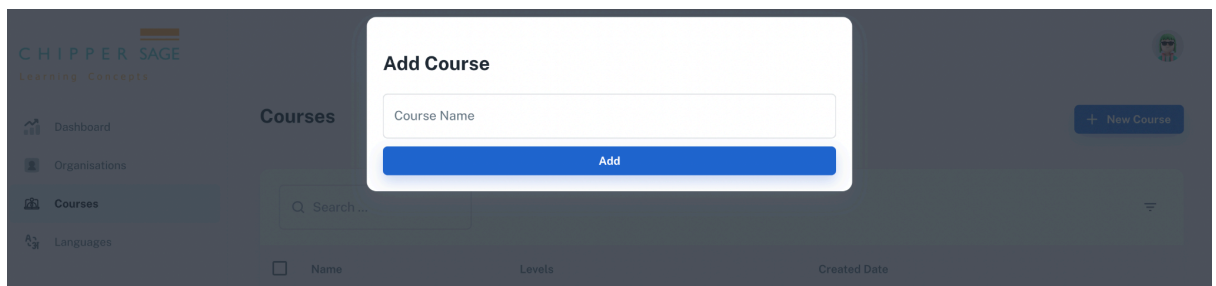 CHIPPER SAGE
Learning Concepts
Dashboard
Organisations
Courses
Languages
Courses
+ New Course
Add Course
Course Name
Add
Search ...
Name
Levels
Created Date